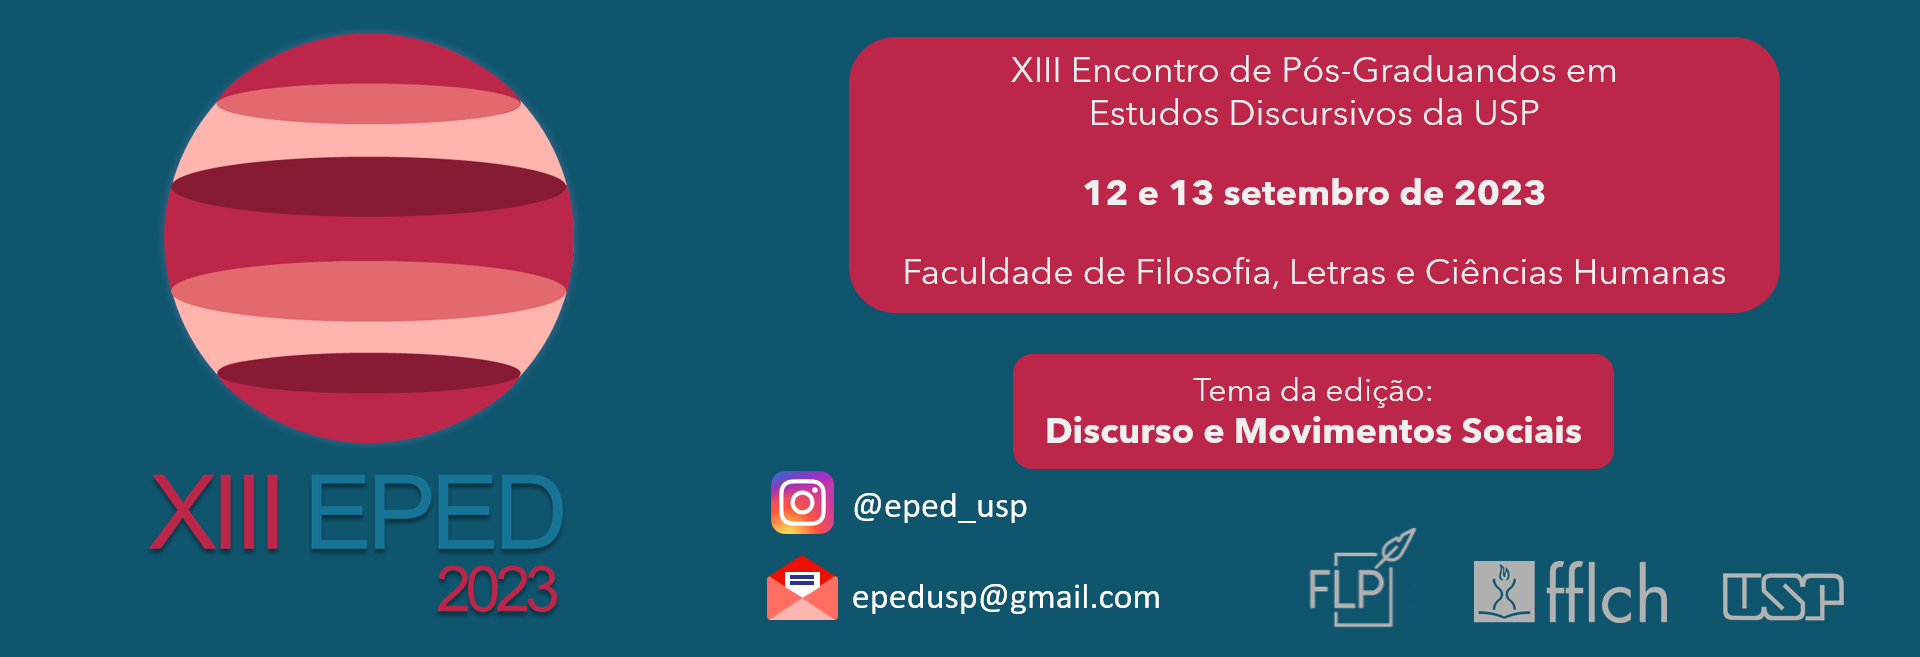 XIII EPED
2023
XIII Encontro de Pós-Graduandos em
Estudos Discursivos da USP
12 e 13 setembro de 2023
Faculdade de Filosofia, Letras e Ciências Humanas
Tema da edição:
Discurso e Movimentos Sociais
@eped_usp
epedusp@gmail.com
FLP
fflch
USP